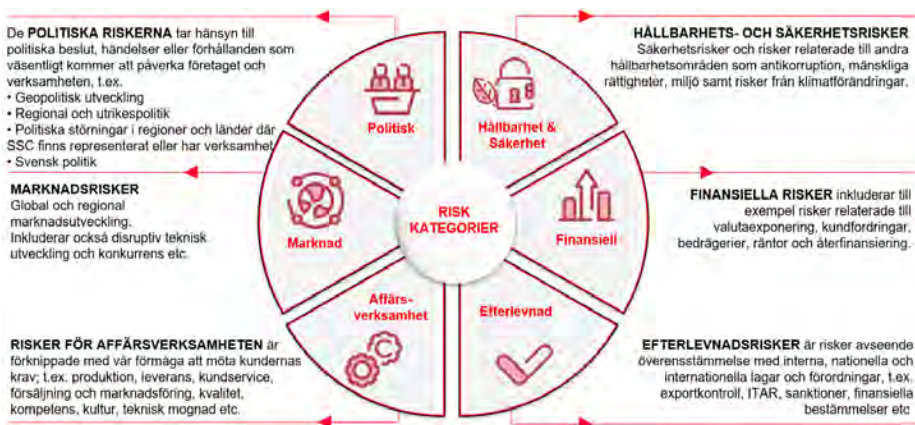 De POLITISKA RISKERNA tar hänsyn till
politiska beslut, händelser eller förhållanden som
väsentligt kommer att påverka företaget och
verksamheten, t.ex.
• Geopolitisk utveckling
• Regional och utrikespolitik
• Politiska störningar i regioner och länder där
SSC finns representerat eller har verksamhet
• Svensk politik
MARKNADSRISKER
Global och regional
marknadsutveckling.
Inkluderar också disruptiv teknisk
utveckling och konkurrens etc.
RISKER FÖR AFFÄRSVERKSAMHETEN är
förknippade med vår förmåga att möta kundernas
krav; t.ex. produktion, leverans, kundservice,
försäljning och marknadsföring, kvalitet,
kompetens, kultur, teknisk mognad etc.
Politisk
Hållbarhet &
Säkerhet
Marknad
RISK
KATEGORIER
Finansiell
Affärs-
verksamhet
Efterlevnad
HÅLLBARHETS- OCH SÄKERHETSRISKER
Säkerhetsrisker och risker relaterade till andra
hållbarhetsområden som antikorruption, mänskliga
rättigheter, miljö samt risker från klimatförändringar.
FINANSIELLA RISKER inkluderar till
exempel risker relaterade till
valutaexponering, kundfordringar,
bedrägerier, räntor och återfinansiering.
EFTERLEVNADSRISKER är risker avseende
överensstämmelse med interna, nationella och
internationella lagar och förordningar, t.ex.
exportkontroll, ITAR, sanktioner, finansiella
bestämmelser etc